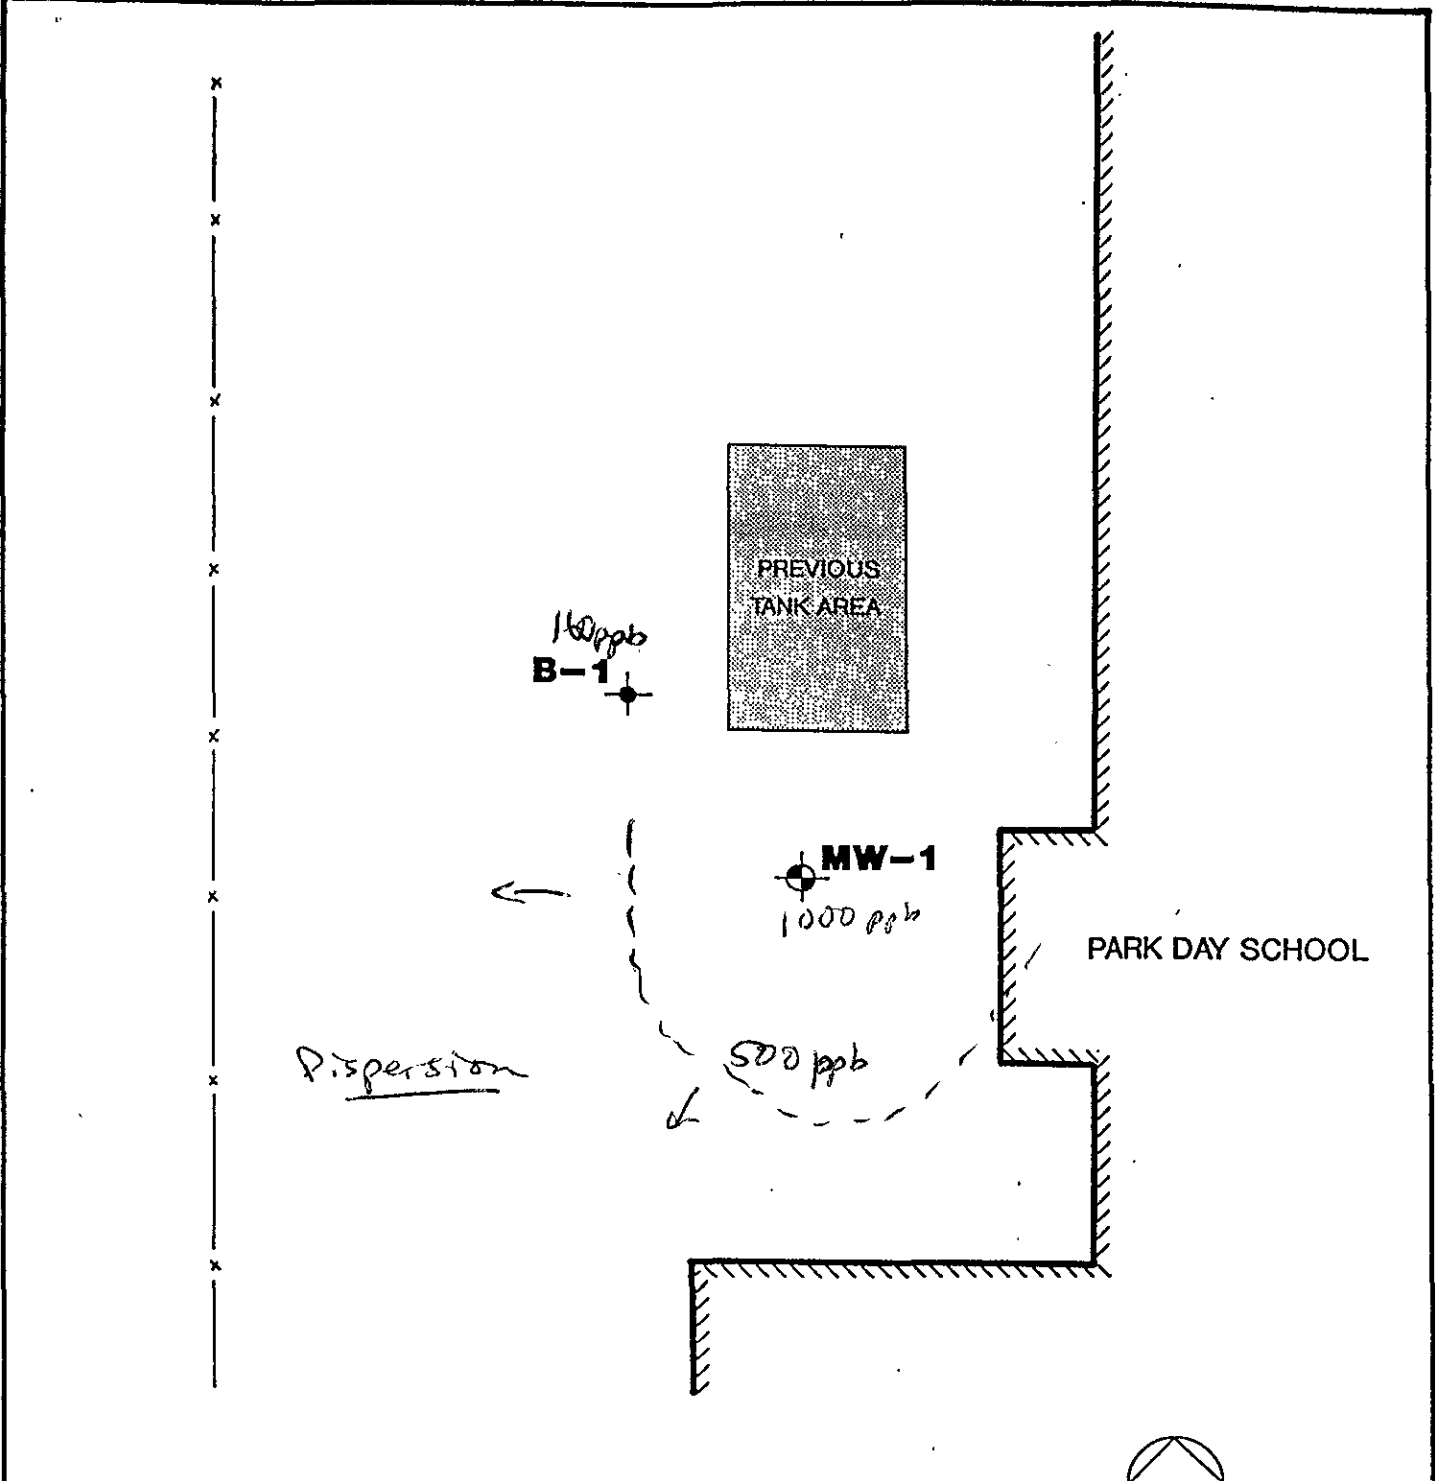 PREVIOUS
TANK AREA
160ppb
B-1
MW-1
1000 ppb
PARK DAY SCHOOL
500 ppb
Dispersion